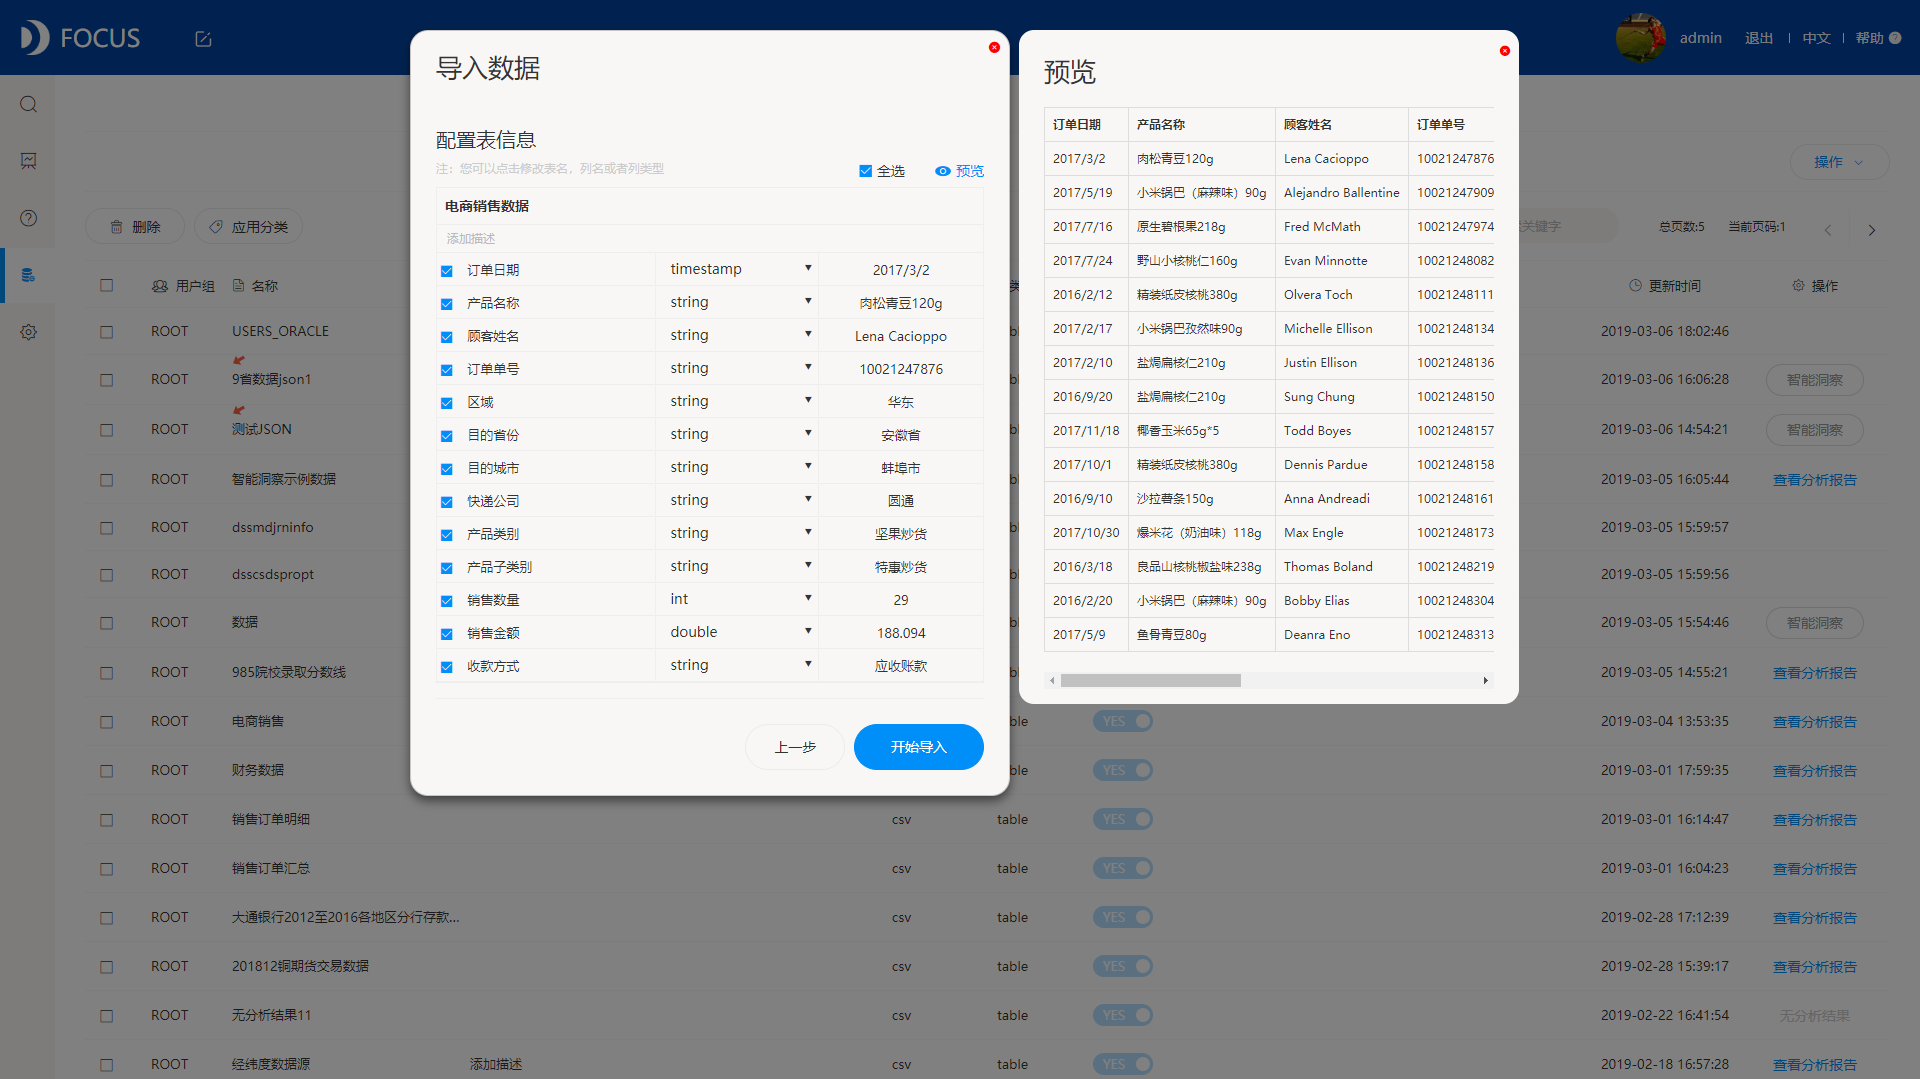 FOCUS
admin 退出 | 中文 | 帮助
导入数据
配置表信息
注：您可以点击修改表名，列名或者列类型
全选 预览
电商销售数据
添加描述
订单日期 timestamp 2017/3/2
产品名称 string 肉松青豆120g
顾客姓名 string Lena Cacioppo
订单单号 string 10021247876
区域 string 华东
目的省份 string 安徽省
目的城市 string 蚌埠市
快递公司 string 圆通
产品类别 string 坚果炒货
产品子类别 string 特惠炒货
销售数量 int 29
销售金额 double 188.094
收款方式 string 应收账款
上一步 开始导入
预览
订单日期 产品名称 顾客姓名 订单单号
2017/3/2 肉松青豆120g Lena Cacioppo 10021247876
2017/5/19 小米锅巴（麻辣味）90g Alejandro Ballentine 10021247909
2017/7/16 原生碧根果218g Fred McMath 10021247974
2017/7/24 野山小核桃仁160g Evan Minnotte 10021248082
2016/2/12 精装纸皮核桃380g Olvera Toch 10021248111
2017/2/17 小米锅巴孜然味90g Michelle Ellison 10021248134
2017/2/10 盐焗扁核仁210g Justin Ellison 10021248136
2016/9/20 盐焗扁核仁210g Sung Chung 10021248150
2017/11/18 椰香玉米65g*5 Todd Boyes 10021248157
2017/10/1 精装纸皮核桃380g Dennis Pardue 10021248158
2016/9/10 沙拉薯条150g Anna Andreadi 10021248161
2017/10/30 爆米花（奶油味）118g Max Engle 10021248173
2016/3/18 良品山核桃椒盐味238g Thomas Boland 10021248219
2016/2/20 小米锅巴（麻辣味）90g Bobby Elias 10021248304
2017/5/9 鱼骨青豆80g Deanra Eno 10021248313
操作
删除 应用分类 关键字 总页数:5 当前页码:1
用户组 名称 更新时间 操作
ROOT USERS_ORACLE 2019-03-06 18:02:46
ROOT 9省数据json1 2019-03-06 16:06:28 智能洞察
ROOT 测试JSON 2019-03-06 14:54:21 智能洞察
ROOT 智能洞察示例数据 2019-03-05 16:05:44 查看分析报告
ROOT dssmdjrninfo 2019-03-05 15:59:57
ROOT dsscsdspropt 2019-03-05 15:59:56
ROOT 数据 2019-03-05 15:54:46 智能洞察
ROOT 985院校录取分数线 2019-03-05 14:55:21 查看分析报告
ROOT 电商销售 ble YES 2019-03-04 13:53:35 查看分析报告
ROOT 财务数据 ble YES 2019-03-01 17:59:35 查看分析报告
ROOT 销售订单明细 csv table YES 2019-03-01 16:14:47 查看分析报告
ROOT 销售订单汇总 csv table YES 2019-03-01 16:04:23 查看分析报告
ROOT 大通银行2012至2016各地区分行存款... csv table YES 2019-02-28 17:12:39 查看分析报告
ROOT 201812铜期货交易数据 csv table YES 2019-02-28 15:39:17 查看分析报告
ROOT 无分析结果11 csv table YES 2019-02-22 16:41:54 无分析结果
ROOT 经纬度数据源 添加描述 csv table YES 2019-02-18 16:57:28 查看分析报告